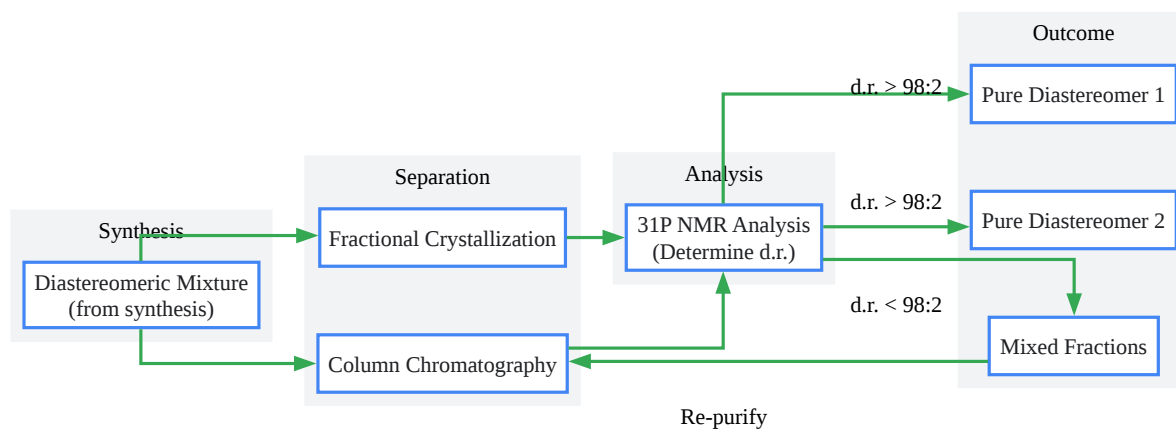 Synthesis
Diastereomeric Mixture
(from synthesis)
Separation
Fractional Crystallization
Column Chromatography
Analysis
31P NMR Analysis
(Determine d.r.)
d.r. > 98:2
d.r. > 98:2
d.r. < 98:2
Re-purify
Outcome
Pure Diastereomer 1
Pure Diastereomer 2
Mixed Fractions